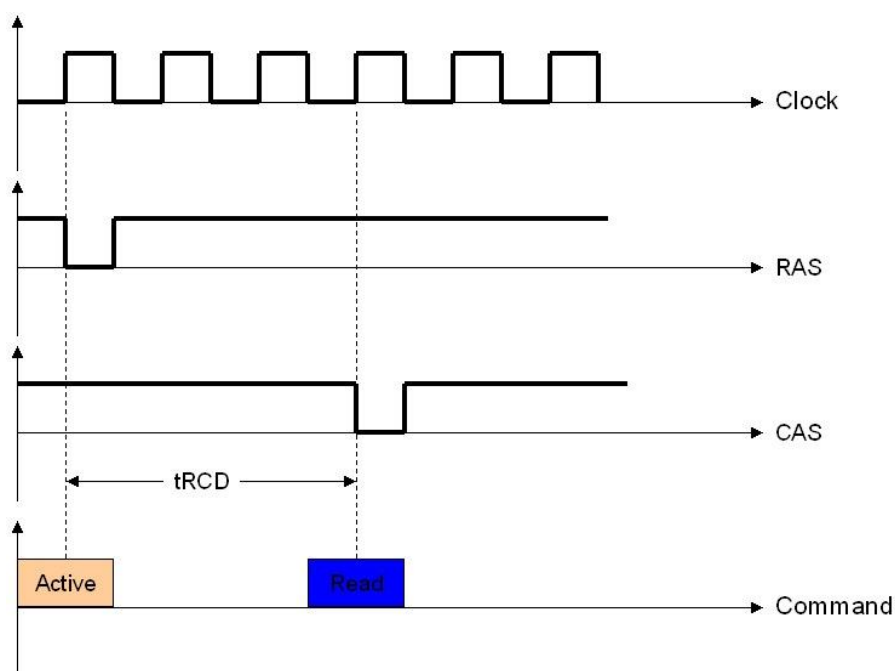 Clock
RAS
CAS
tRCD
Active
Read
Command